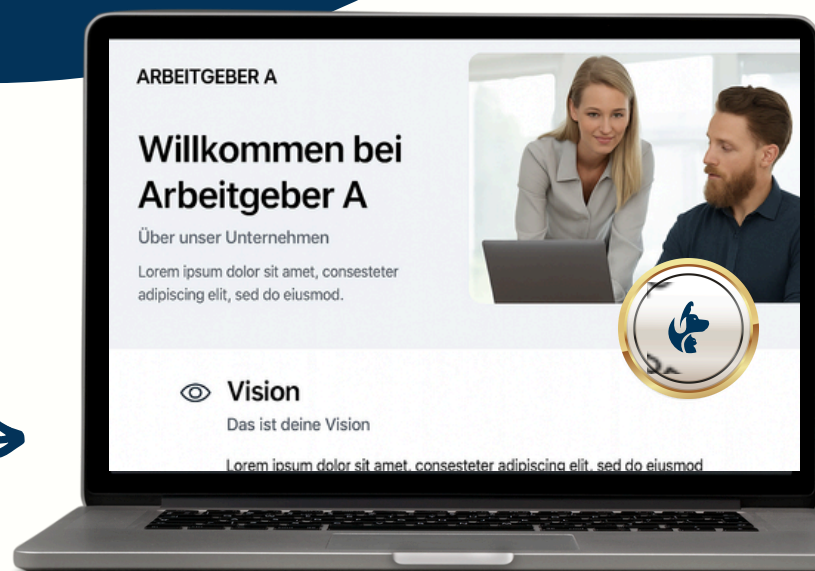 ARBEITGEBER A
Willkommen bei
Arbeitgeber A
Über unser Unternehmen
Lorem ipsum dolor sit amet, consesteter
adipiscing elit, sed do eiusmod.
Vision
Das ist deine Vision
Lorem ipsum dolor sit amet, consesteter adipiscing elit, sed do eiusmod